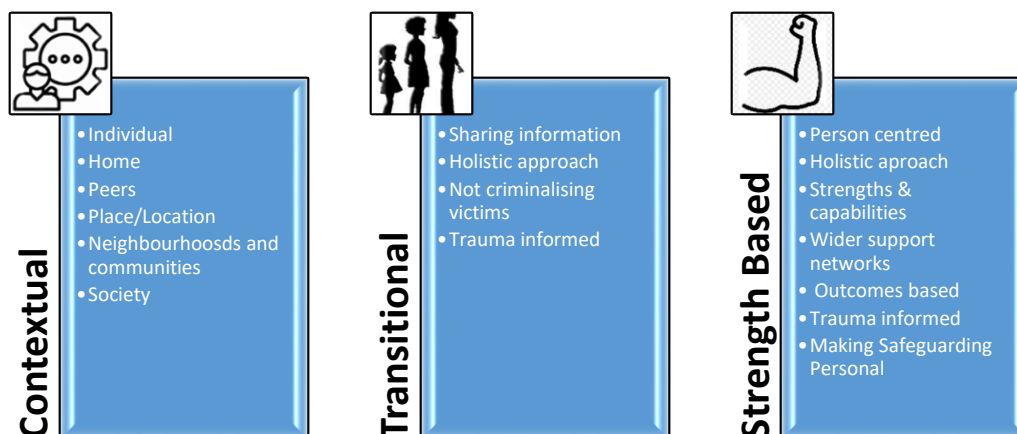 Contextual
•Individual
•Home
•Peers
•Place/Location
•Neighbourhoosds and
communities
•Society
Transitional
•Sharing information
•Holistic approach
•Not criminalising
victims
•Trauma informed
Strength Based
•Person centred
•Holistic aproach
•Strengths &
capabilities
•Wider support
networks
• Outcomes based
•Trauma informed
•Making Safeguarding
Personal